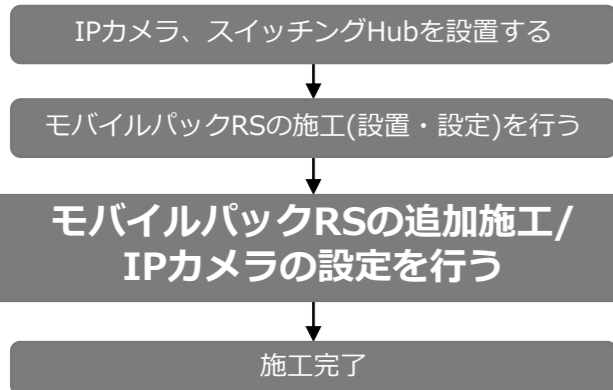 IPカメラ、スイッチングHubを設置する
モバイルパックRSの施工(設置・設定)を行う
モバイルパックRSの追加施工/
IPカメラの設定を行う
施工完了